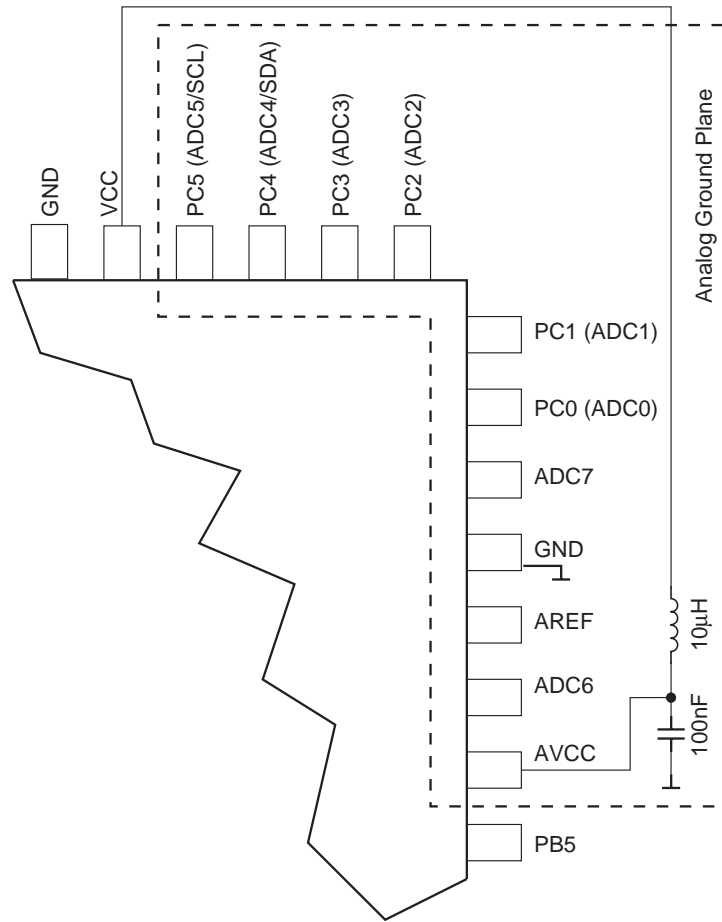 GND
VCC
PC5 (ADC5/SCL)
PC4 (ADC4/SDA)
PC3 (ADC3)
PC2 (ADC2)
Analog Ground Plane
PC1 (ADC1)
PC0 (ADC0)
ADC7
GND
AREF
ADC6
AVCC
PB5
10μH
100nF